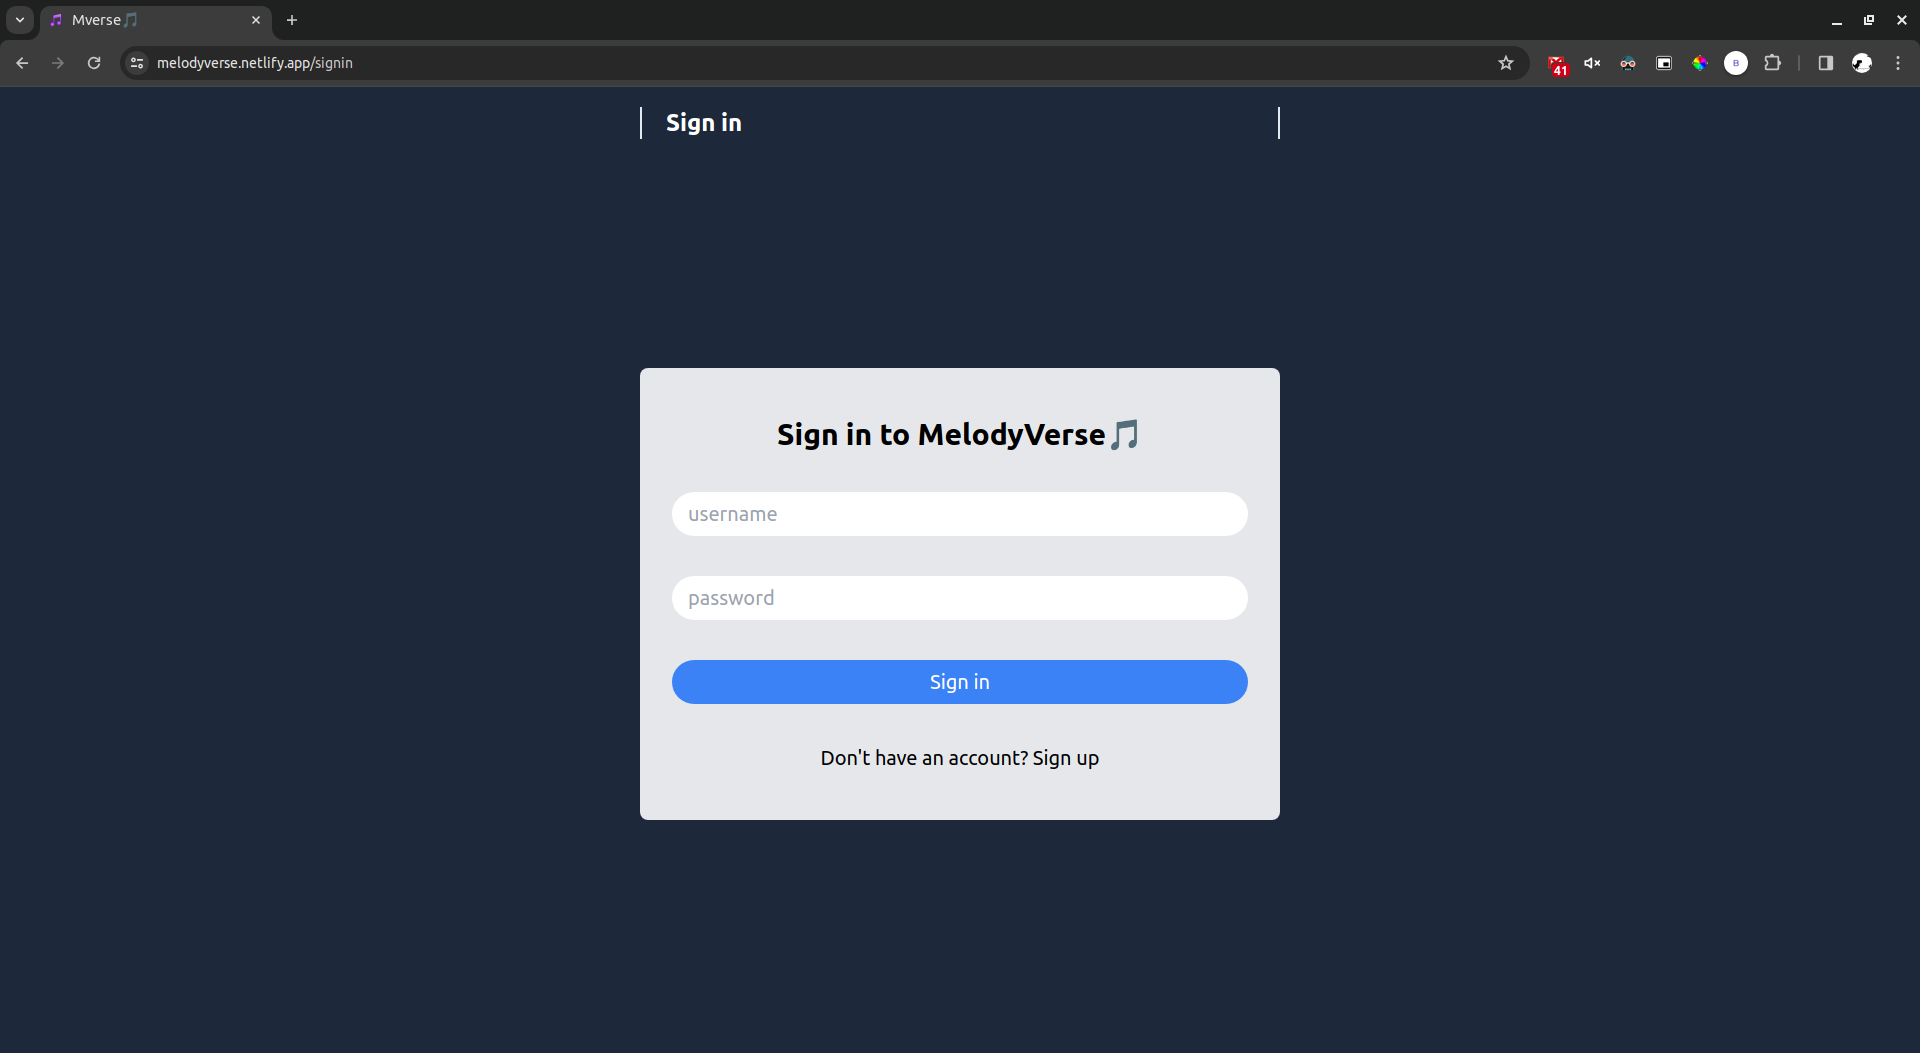 Mverse🎵
melodyverse.netlify.app/signin
41
B
Sign in
Sign in to MelodyVerse🎵
username
password
Sign in
Don't have an account? Sign up